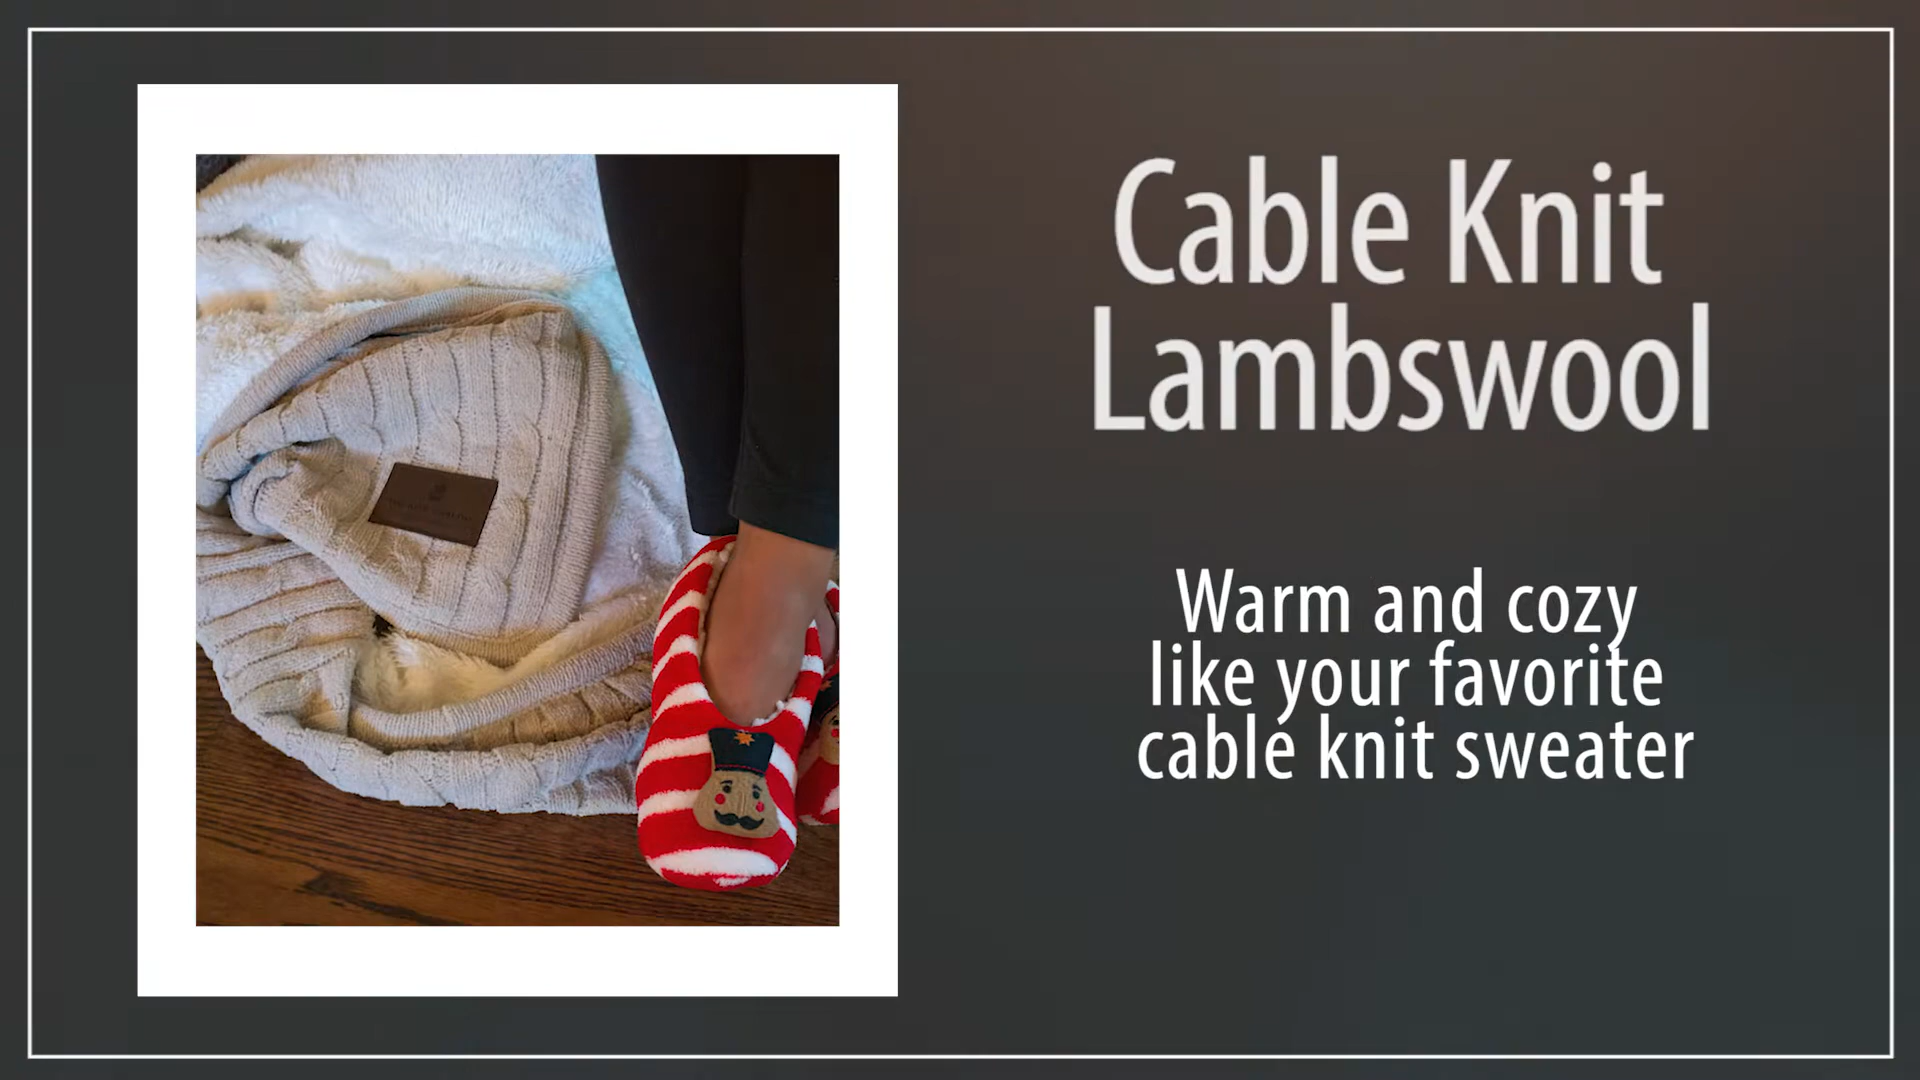 Cable Knit
Lambswool
Warm and cozy
like your favorite
cable knit sweater